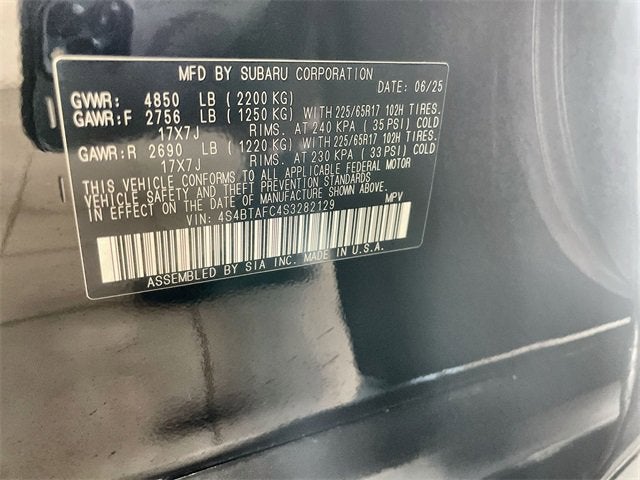 MFD BY SUBARU CORPORATION
DATE: 06/25
GVWR: 4850 LB (2200 KG)
GAWR:F 2756 LB (1250 KG) WITH 225/65R17 102H TIRES.
17X7J RIMS. AT 240 KPA (35 PSI) COLD
GAWR:R 2690 LB (1220 KG) WITH 225/65R17 102H TIRES.
17X7J RIMS. AT 230 KPA (33 PSI) COLD
THIS VEHICLE CONFORMS TO ALL APPLICABLE FEDERAL MOTOR
VEHICLE SAFETY AND THEFT PREVENTION STANDARDS
IN EFFECT ON THE DATE OF MANUFACTURE SHOWN ABOVE.
VIN: 4S4BTAFC4S3282129 MPV
ASSEMBLED BY SIA INC. MADE IN U.S.A.